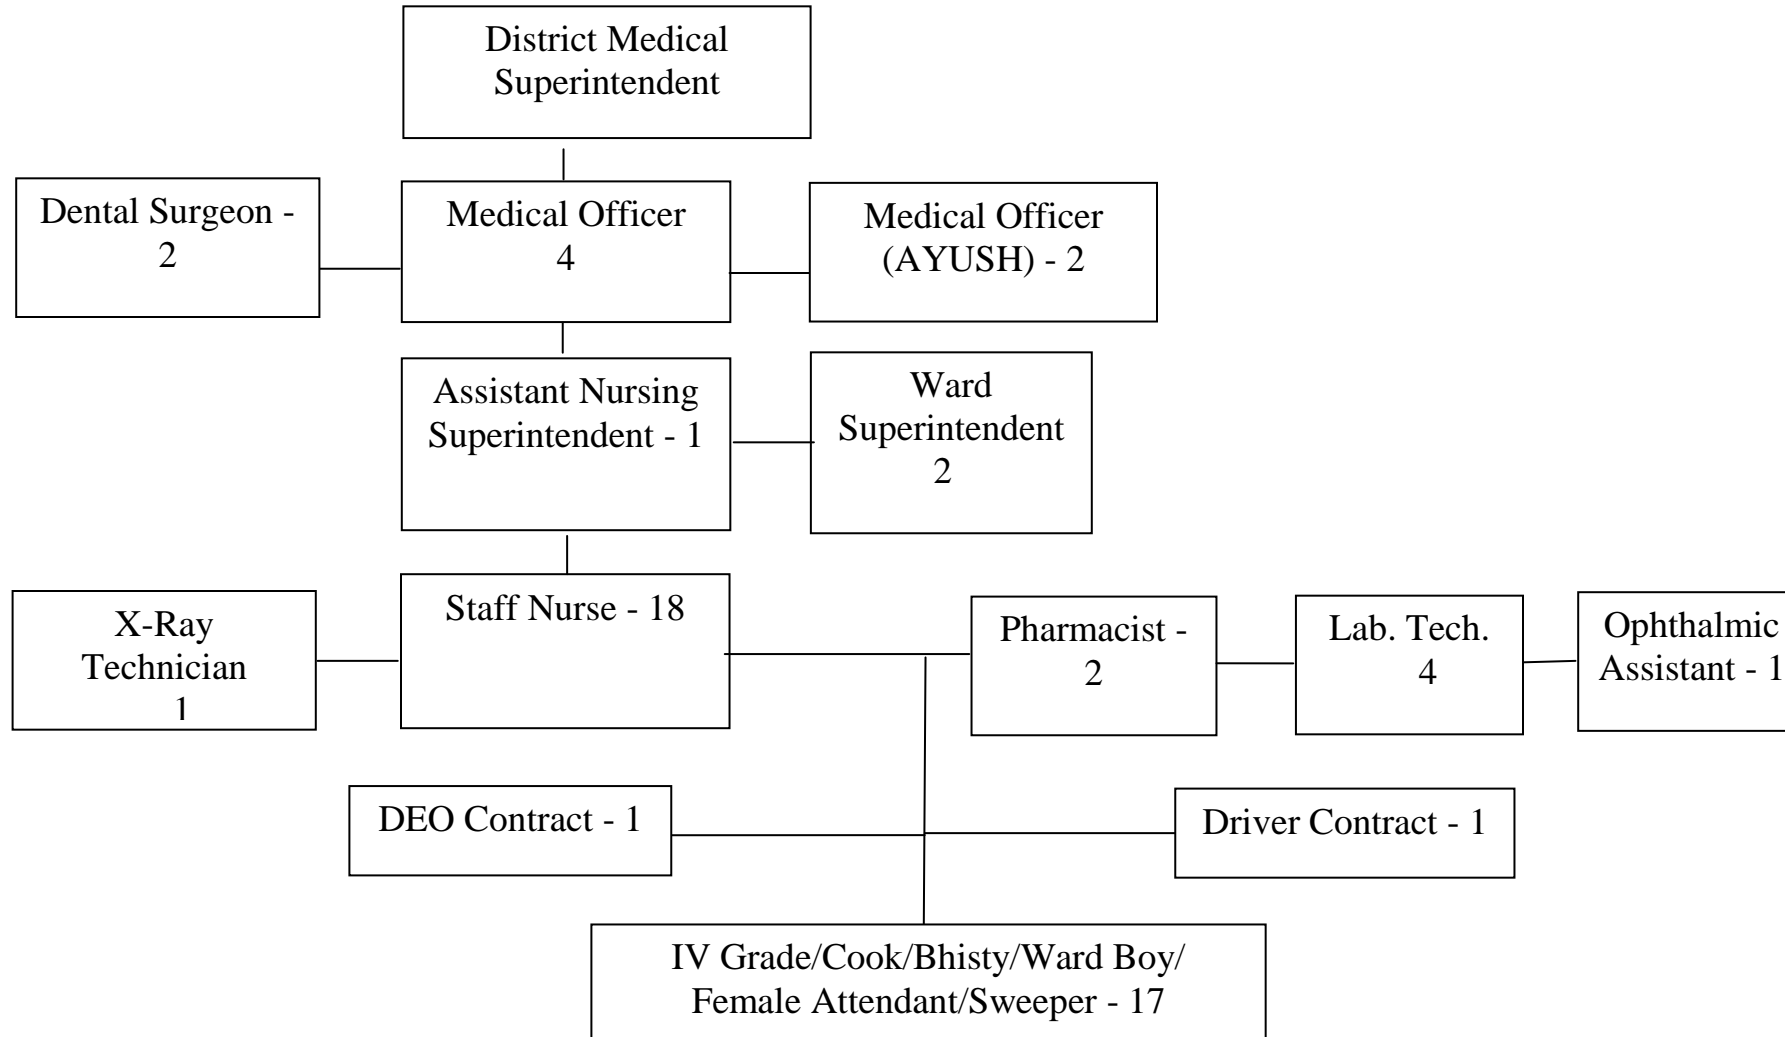 District Medical
Superintendent
Dental Surgeon -
2
Medical Officer
4
Medical Officer
(AYUSH) - 2
Assistant Nursing
Superintendent - 1
Ward
Superintendent
2
X-Ray
Technician
1
Staff Nurse - 18
Pharmacist -
2
Lab. Tech.
4
Ophthalmic
Assistant - 1
DEO Contract - 1
Driver Contract - 1
IV Grade/Cook/Bhisty/Ward Boy/
Female Attendant/Sweeper - 17